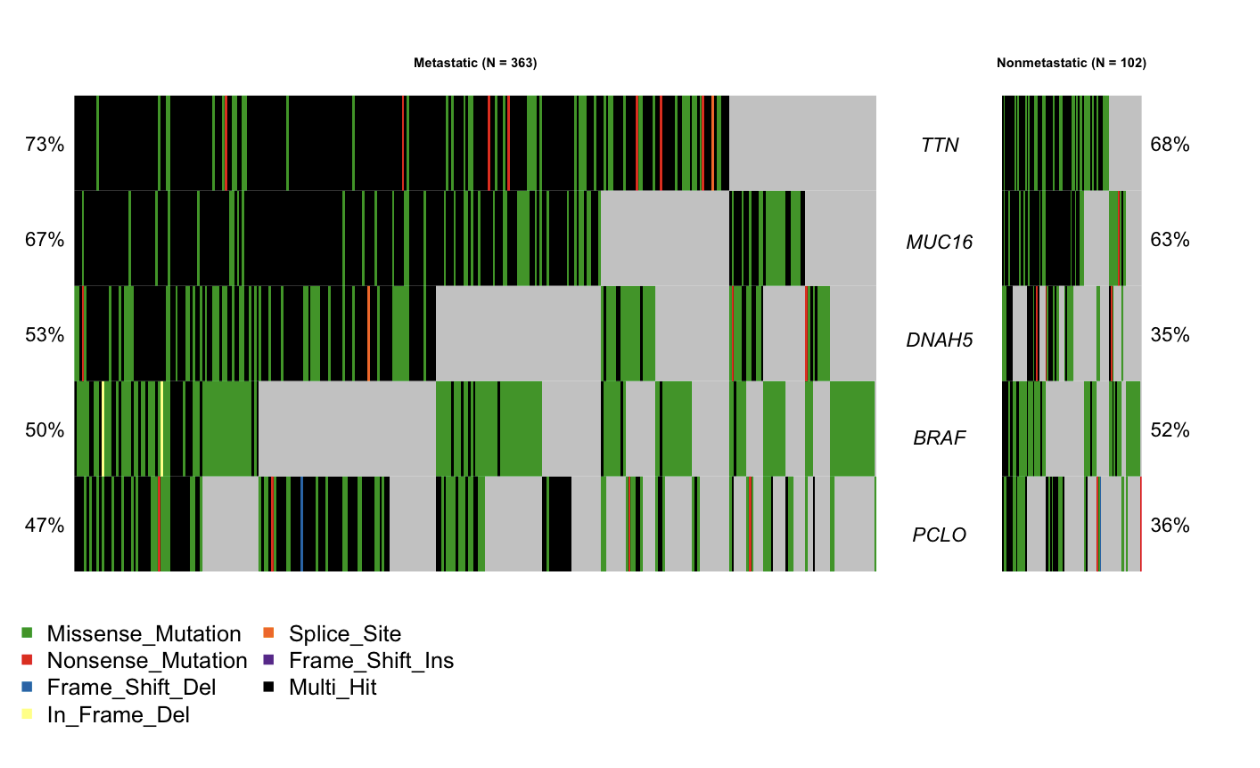 Metastatic (N = 363)
Nonmetastatic (N = 102)
73%
TTN
68%
67%
MUC16
63%
53%
DNAH5
35%
50%
BRAF
52%
47%
PCLO
36%
Missense_Mutation
Splice_Site
Nonsense_Mutation
Frame_Shift_Ins
Frame_Shift_Del
Multi_Hit
In_Frame_Del